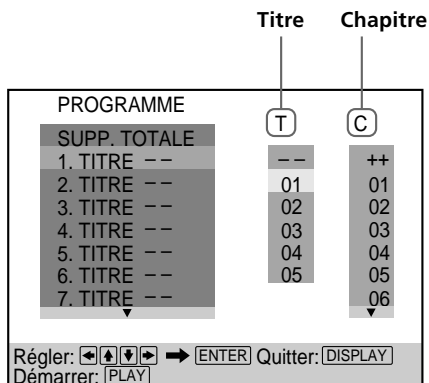 Titre Chapitre
PROGRAMME
T C
SUPP. TOTALE
1. TITRE – – – – ++
2. TITRE – – 01 01
3. TITRE – – 02 02
4. TITRE – – 03 03
5. TITRE – – 04 04
6. TITRE – – 05 05
7. TITRE – – 06
Régler: ENTER Quitter: DISPLAY
Démarrer: PLAY